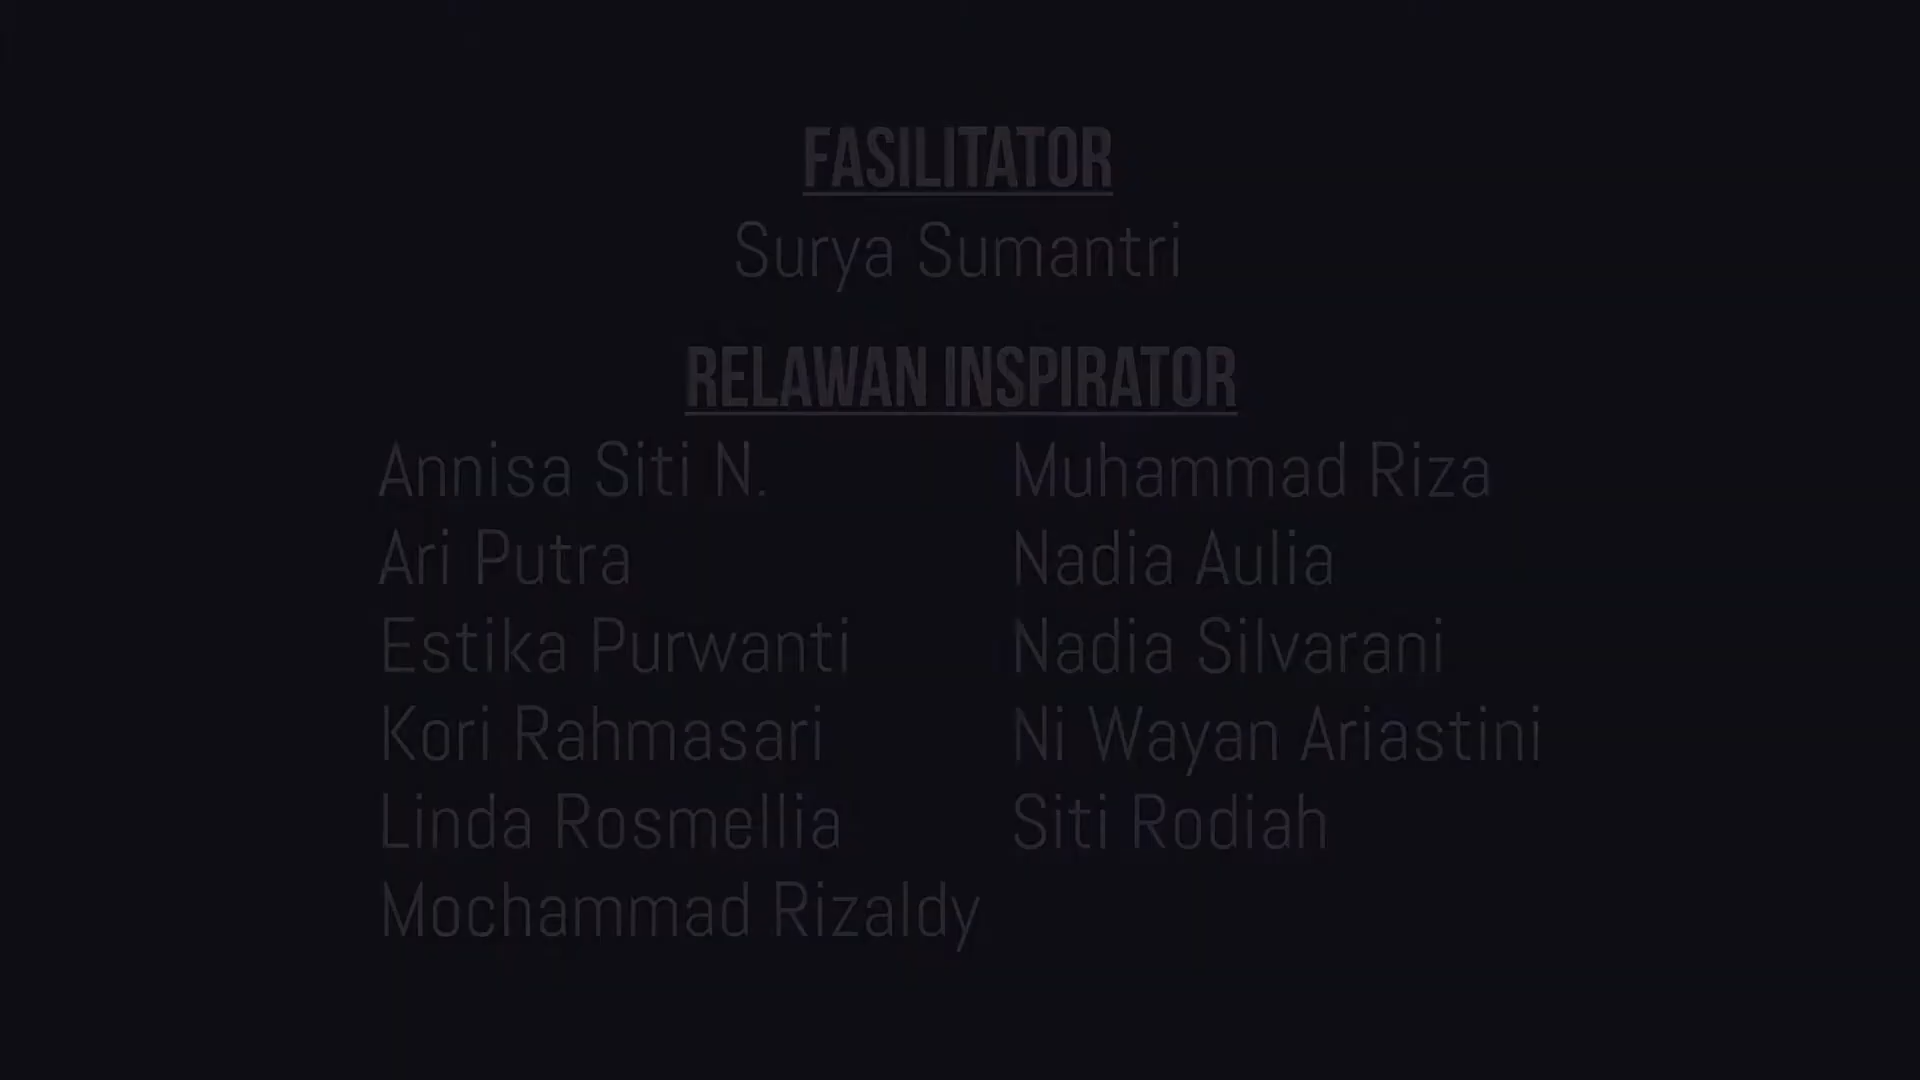 FASILITATOR
Surya Sumantri
RELAWAN INSPIRATOR
Annisa Siti N.
Ari Putra
Estika Purwanti
Kori Rahmasari
Linda Rosmellia
Mochammad Rizaldy
Muhammad Riza
Nadia Aulia
Nadia Silvarani
Ni Wayan Ariastini
Siti Rodiah